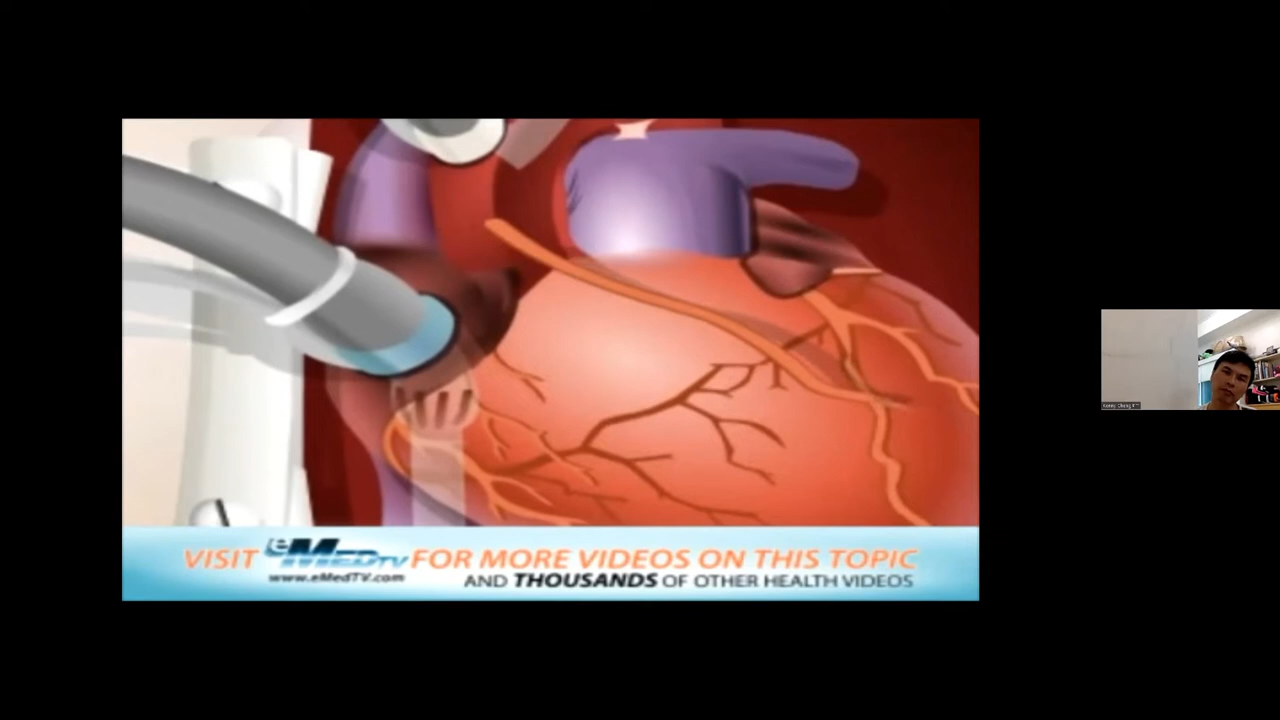 VISIT eMEDTV FOR MORE VIDEOS ON THIS TOPIC
www.eMedTV.com AND THOUSANDS OF OTHER HEALTH VIDEOS